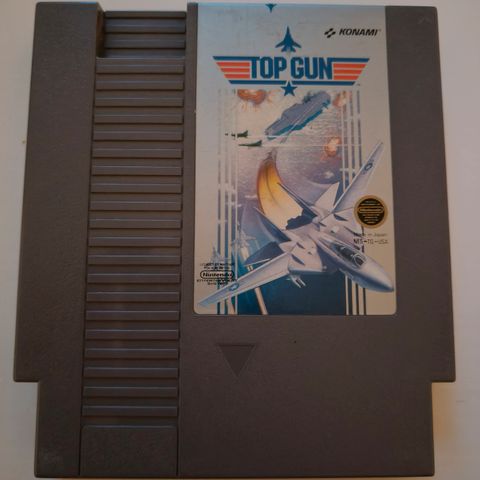 KONAMI
TOP GUN
Made in Japan
NES-TG-USA
Nintendo